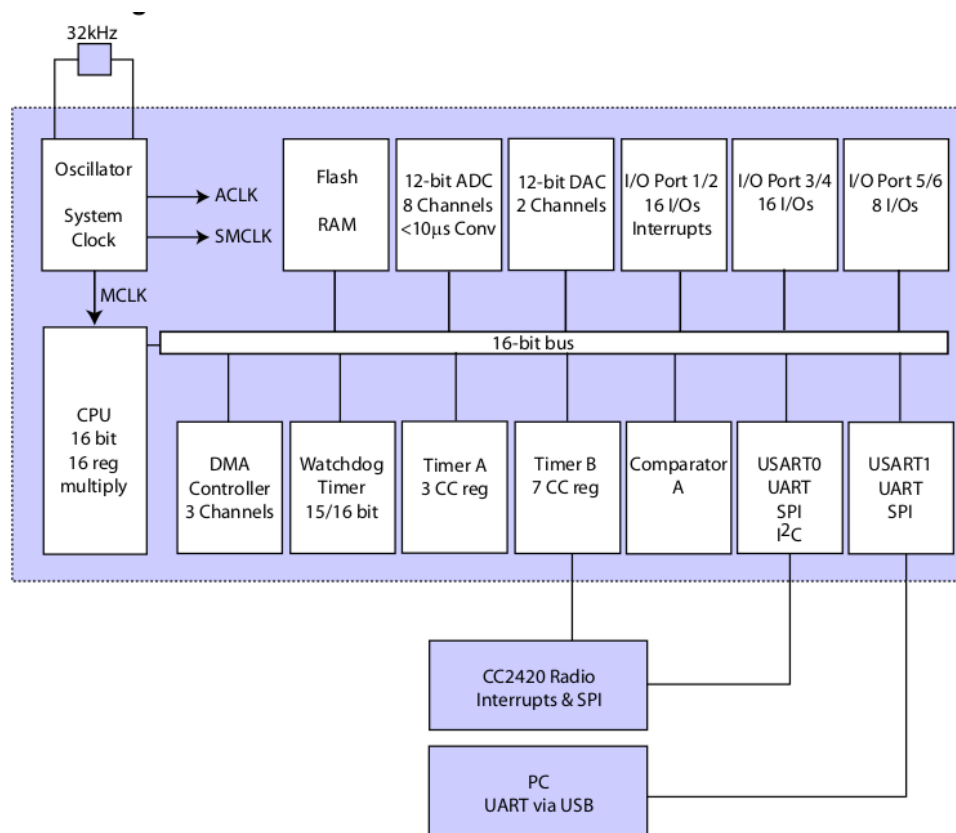 32kHz
Oscillator
System
Clock
ACLK
SMCLK
MCLK
Flash
RAM
12-bit ADC
8 Channels
<10µs Conv
12-bit DAC
2 Channels
I/O Port 1/2
16 I/Os
Interrupts
I/O Port 3/4
16 I/Os
I/O Port 5/6
8 I/Os
16-bit bus
CPU
16 bit
16 reg
multiply
DMA
Controller
3 Channels
Watchdog
Timer
15/16 bit
Timer A
3 CC reg
Timer B
7 CC reg
Comparator
A
USART0
UART
SPI
I²C
USART1
UART
SPI
CC2420 Radio
Interrupts & SPI
PC
UART via USB